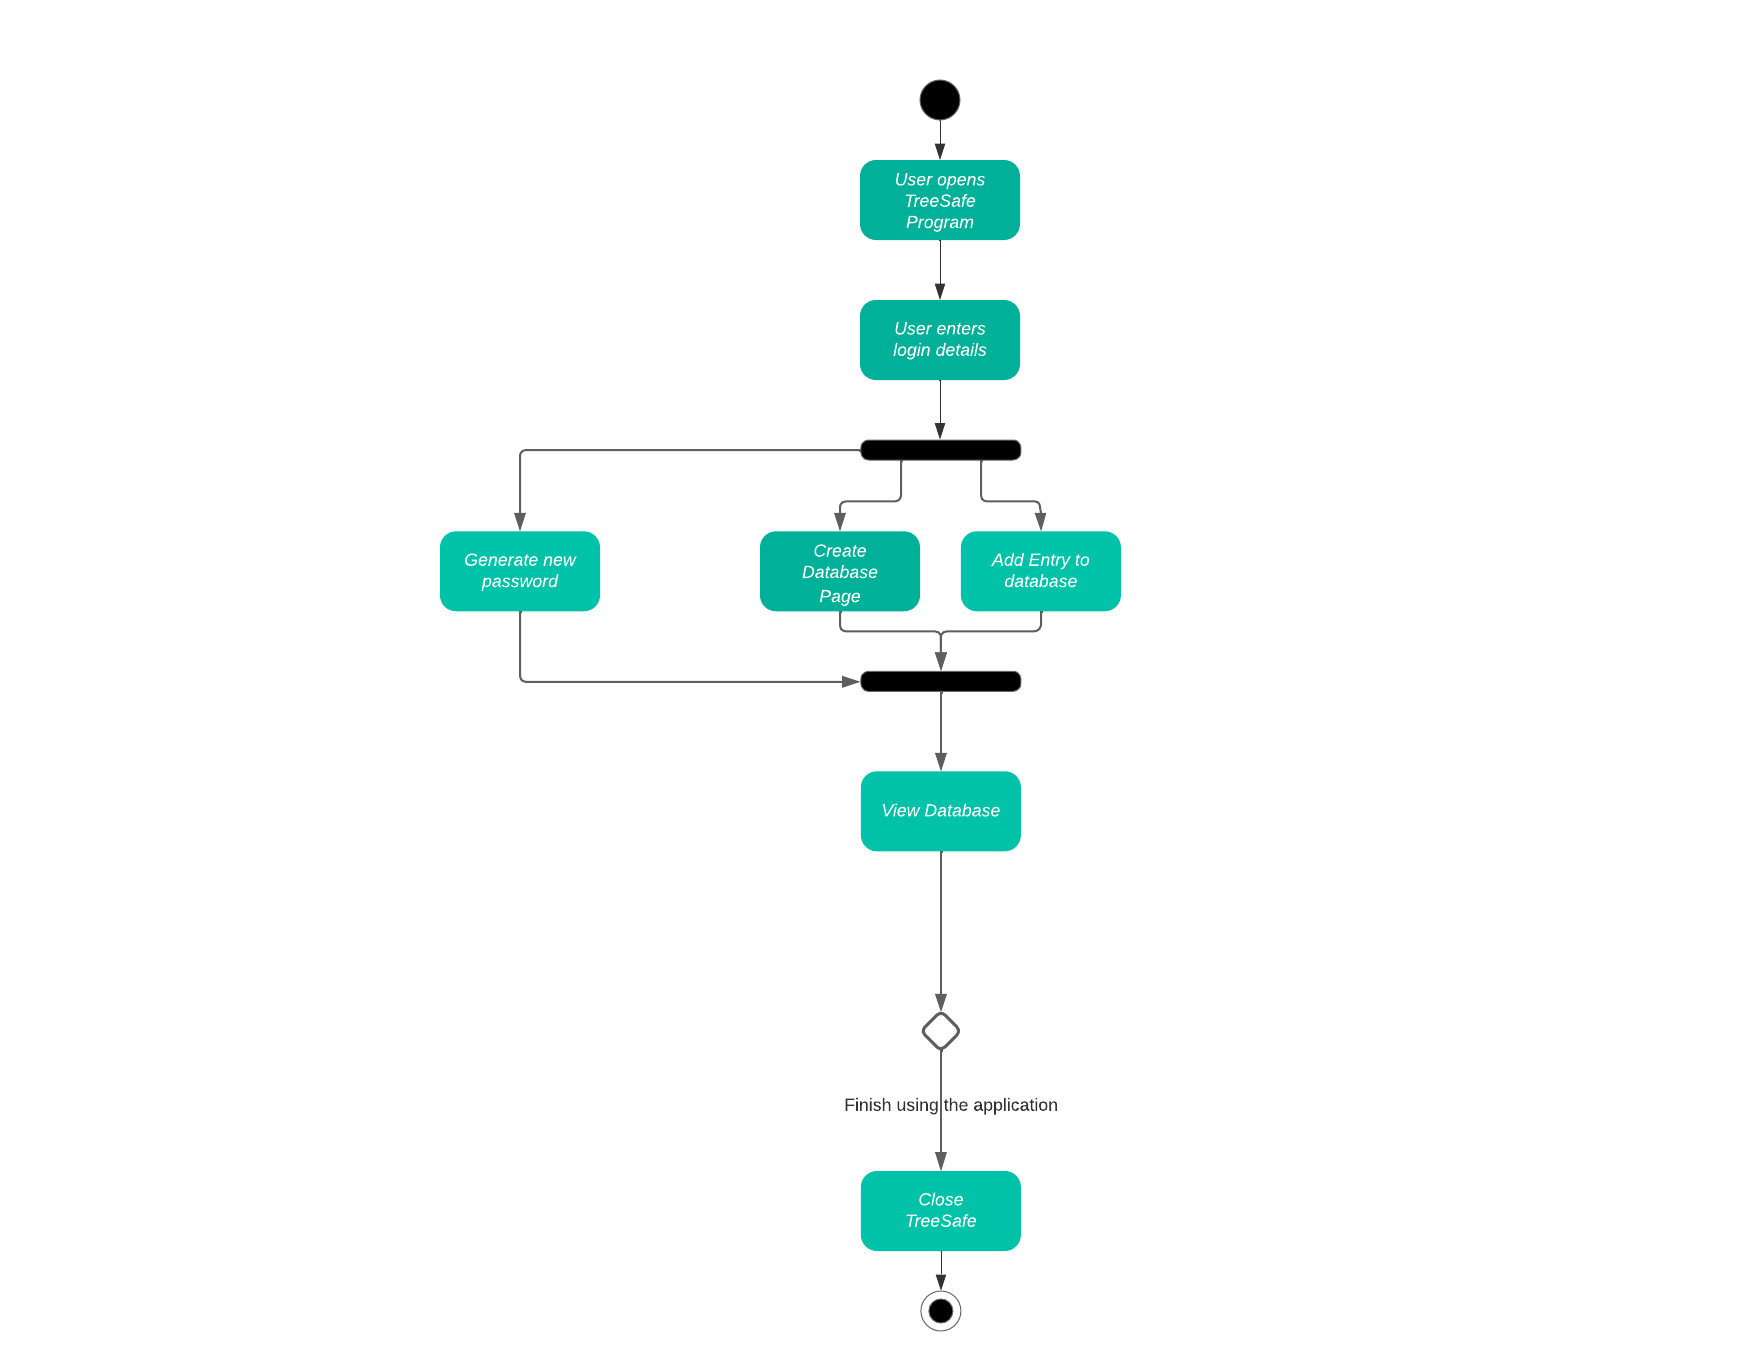 User opens
TreeSafe
Program
User enters
login details
Generate new
password
Create
Database
Page
Add Entry to
database
View Database
Finish using the application
Close
TreeSafe